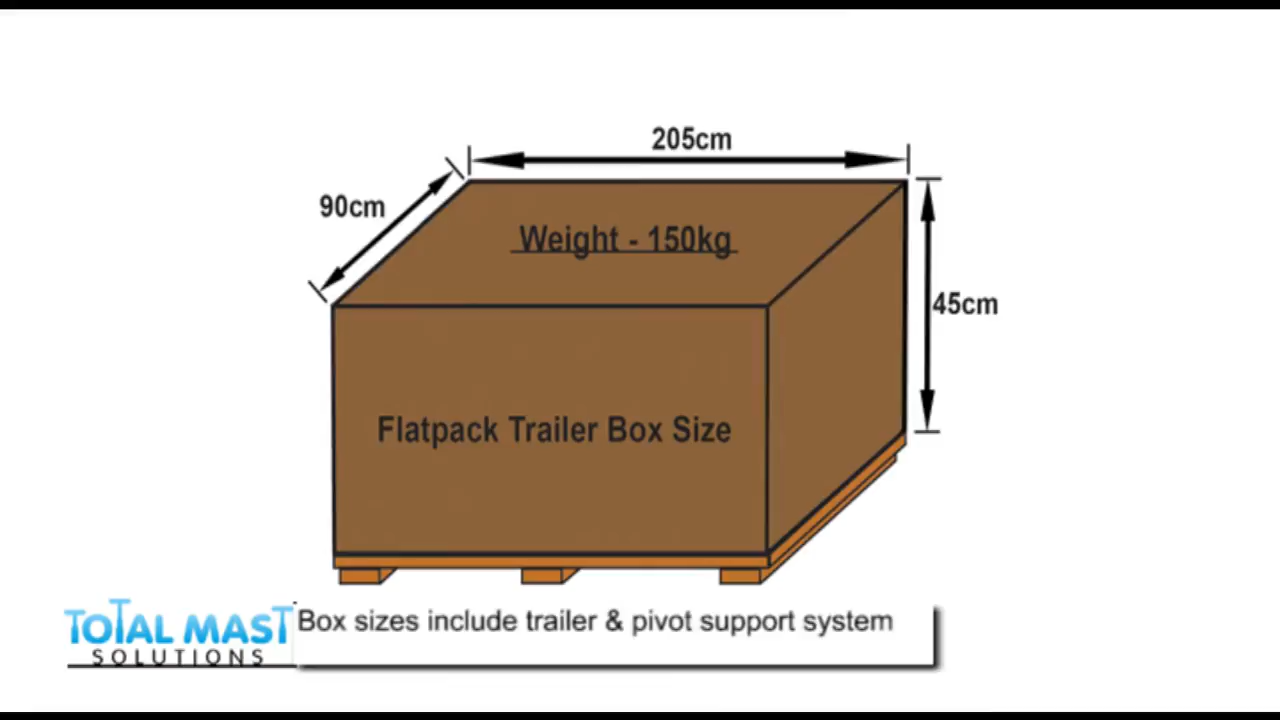 205cm
90cm
Weight - 150kg
45cm
Flatpack Trailer Box Size
Box sizes include trailer & pivot support system
TOTAL MAST
SOLUTIONS